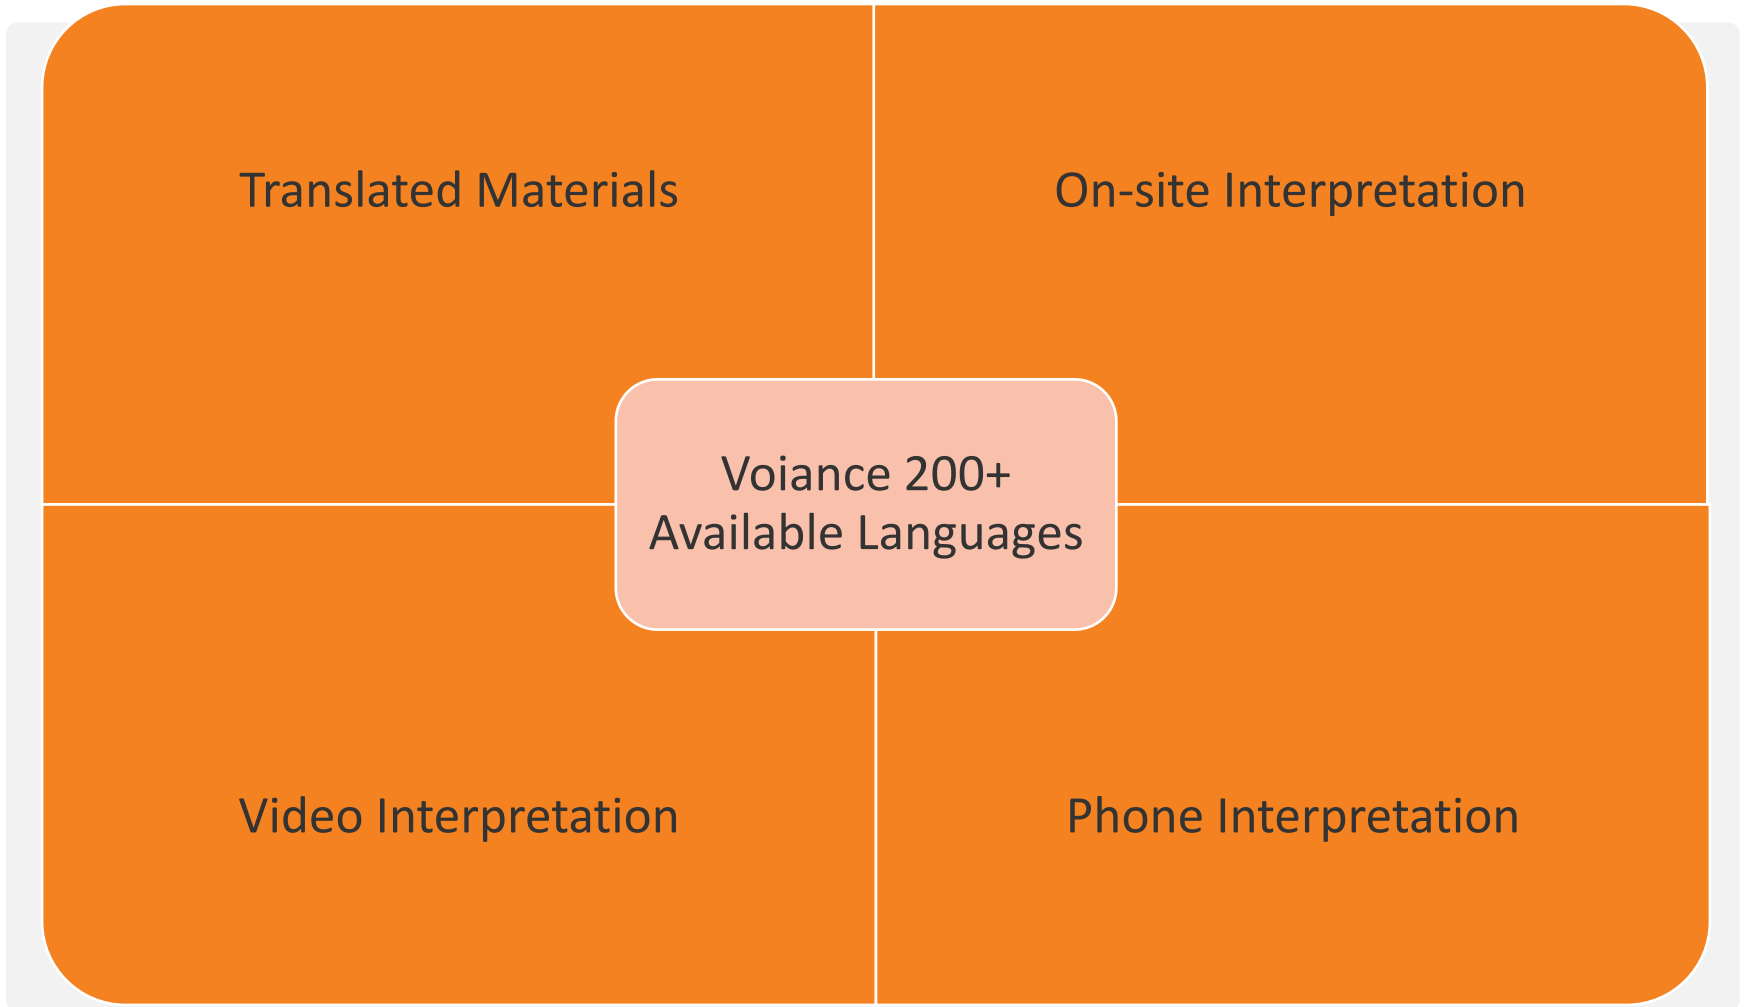 Translated Materials
On-site Interpretation
Voiance 200+
Available Languages
Video Interpretation
Phone Interpretation